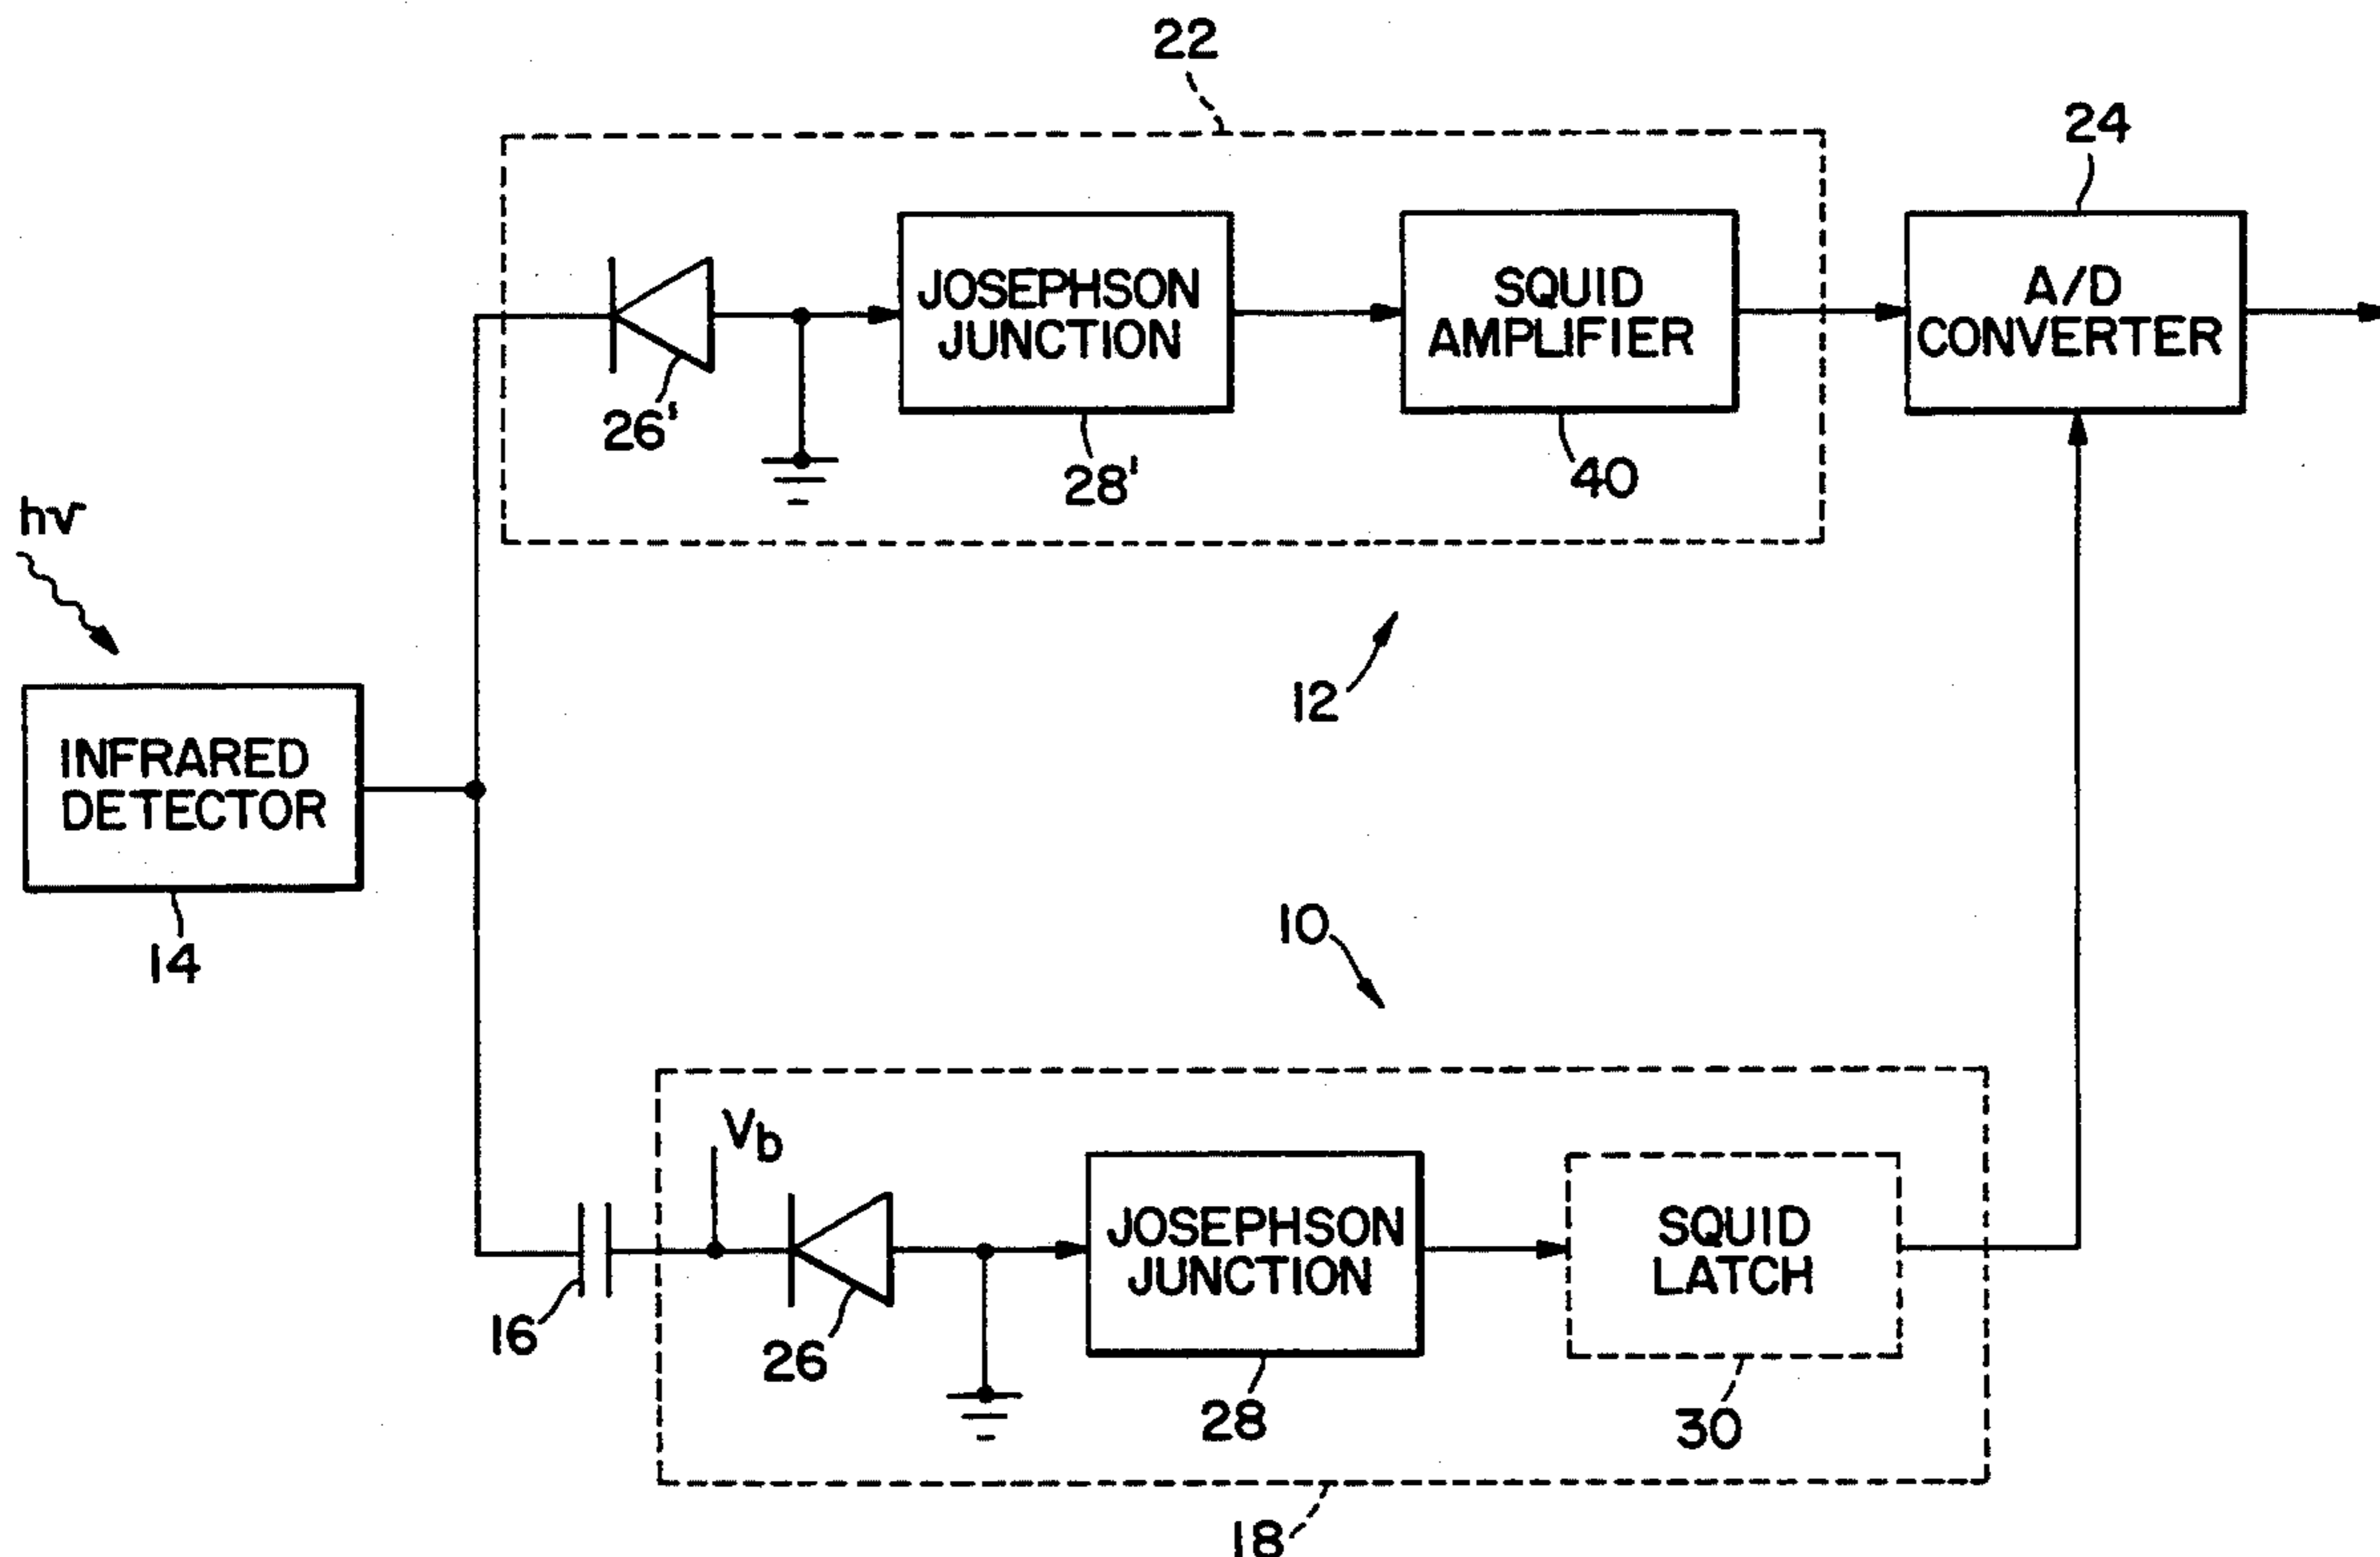 22
24
JOSEPHSON
JUNCTION
SQUID
AMPLIFIER
A/D
CONVERTER
26'
28'
40
hν
12
INFRARED
DETECTOR
14
10
Vb
JOSEPHSON
JUNCTION
SQUID
LATCH
16
26
28
30
18